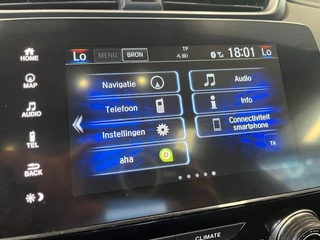 Lo MENU BRON TP 18:01 Lo
HOME
Navigatie
Audio
MAP
Telefoon
Info
AUDIO
Instellingen
Connectiviteit
smartphone
TEL
aha
TA
BACK
CLIMATE